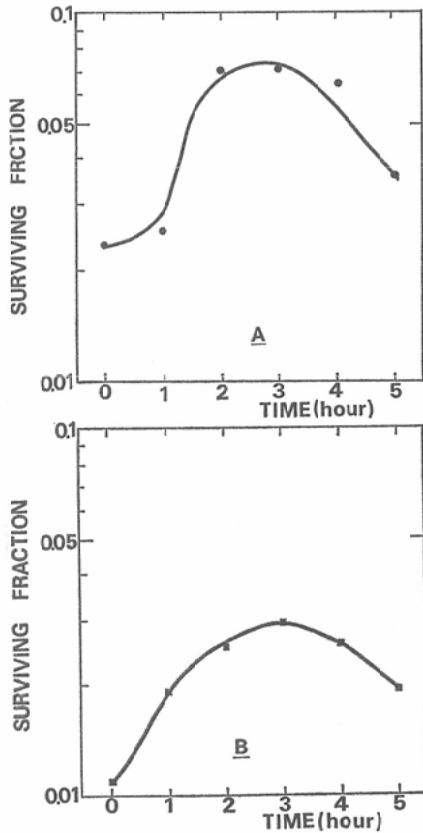 0.1
0.05
0.01
SURVIVING FRCTION
A
0 1 2 3 4 5
TIME(hour)
0.1
0.05
0.01
SURVIVING FRACTION
B
0 1 2 3 4 5
TIME(hour)